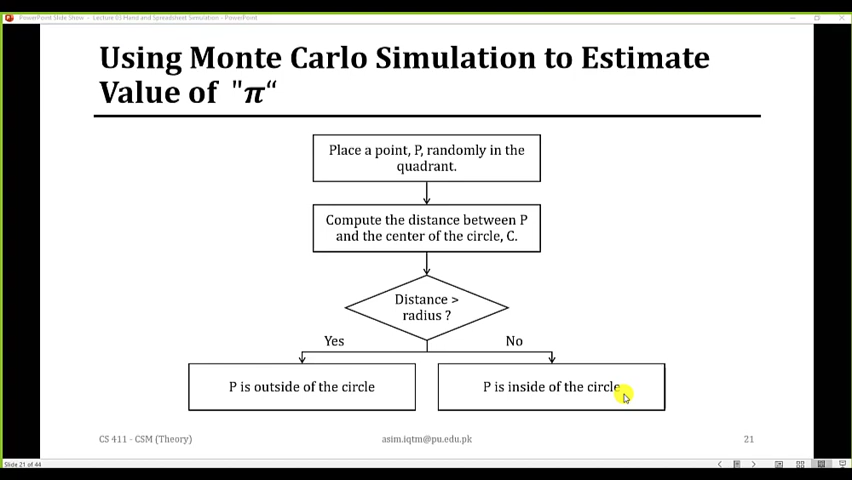 PowerPoint Slide Show - Lecture 03 Hand and Spreadsheet Simulation - PowerPoint
Using Monte Carlo Simulation to Estimate
Value of "π“
Place a point, P, randomly in the
quadrant.
Compute the distance between P
and the center of the circle, C.
Distance >
radius ?
Yes
No
P is outside of the circle
P is inside of the circle
CS 411 - CSM (Theory)
asim.iqtm@pu.edu.pk
21
Slide 21 of 44